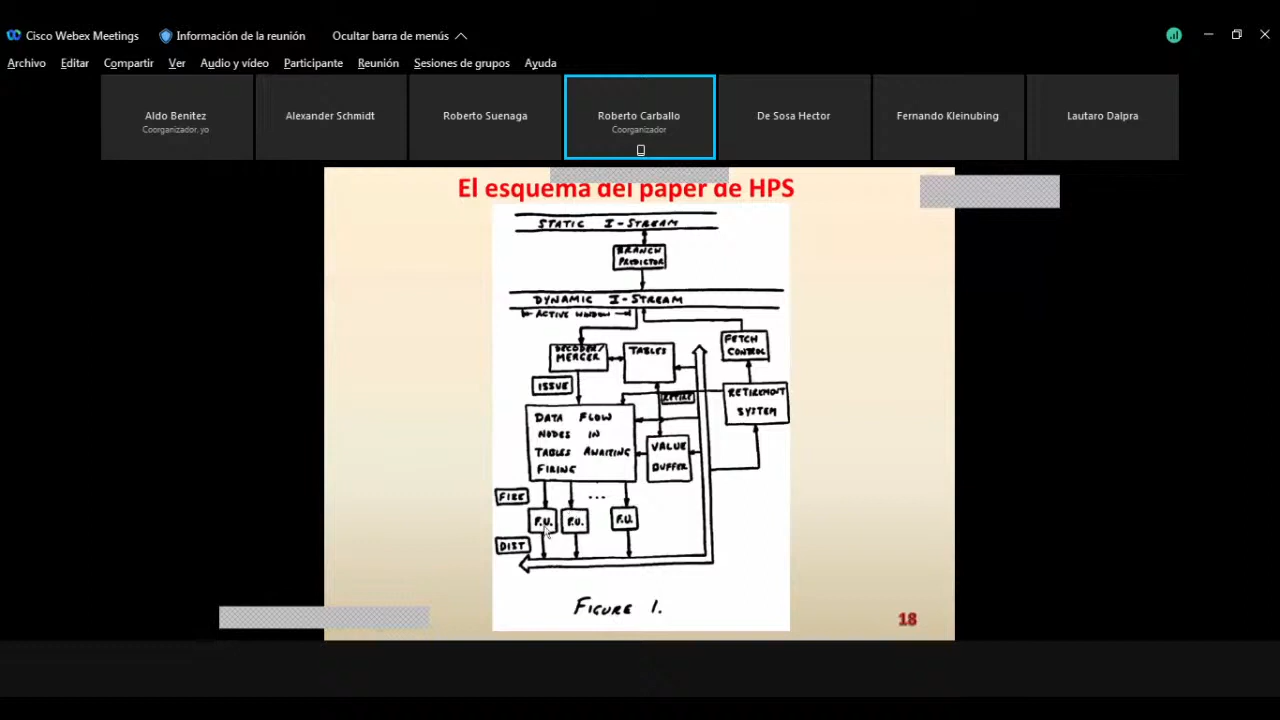 Cisco Webex Meetings Información de la reunión Ocultar barra de menús
Archivo Editar Compartir Ver Audio y vídeo Participante Reunión Sesiones de grupos Ayuda
Aldo Benitez
Coorganizador, yo
Alexander Schmidt
Roberto Suenaga
Roberto Carballo
Coorganizador
De Sosa Hector
Fernando Kleinubing
Lautaro Dalpra
El esquema del paper de HPS
STATIC I-STREAM
BRANCH
PREDICTOR
DYNAMIC I-STREAM
ACTIVE WINDOW
DECODER/
MERGER
TABLES
FETCH
CONTROL
ISSUE
RETIRE
RETIREMENT
SYSTEM
DATA FLOW
NODES IN
TABLES AWAITING
FIRING
VALUE
BUFFER
FIRE
...
F.U. F.U. F.U.
DIST
FIGURE 1.
18